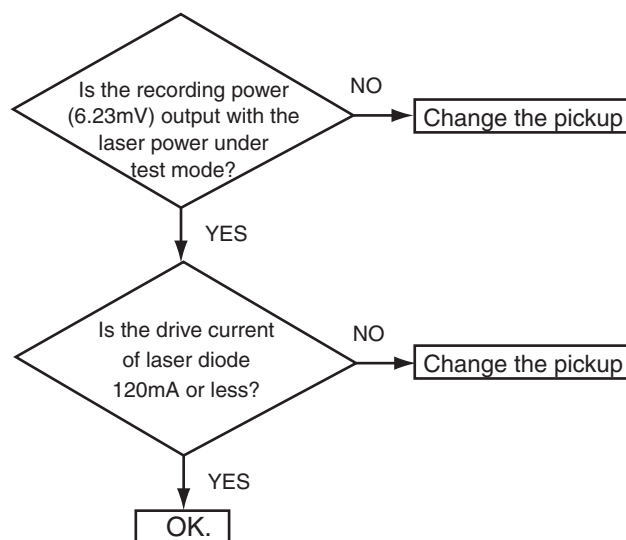 Is the recording power
(6.23mV) output with the
laser power under
test mode?
NO
Change the pickup
YES
Is the drive current
of laser diode
120mA or less?
NO
Change the pickup
YES
OK.